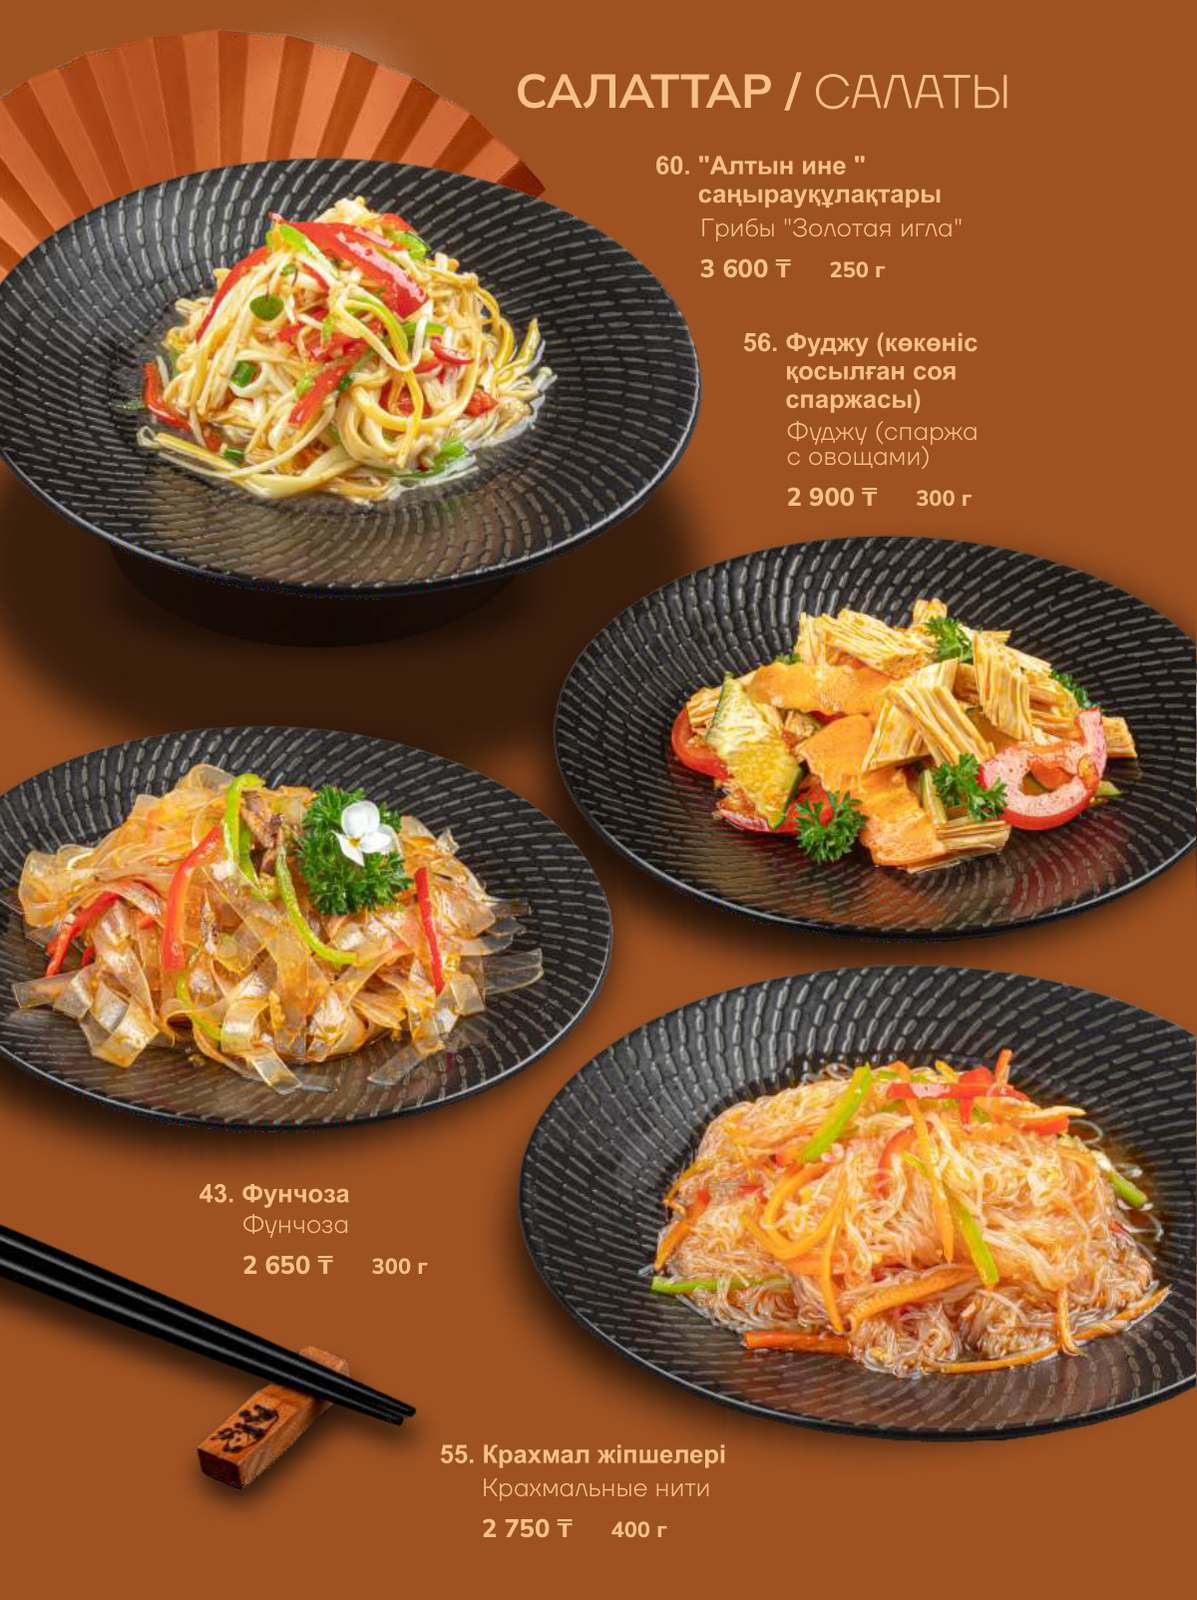 САЛАТТАР / САЛАТЫ
60. "Алтын ине "
саңырауқұлақтары
Грибы "Золотая игла"
3 600 ₸ 250 г
56. Фуджу (көкөніс
қосылған соя
спаржасы)
Фуджу (спаржа
с овощами)
2 900 ₸ 300 г
43. Фунчоза
Фунчоза
2 650 ₸ 300 г
55. Крахмал жіпшелері
Крахмальные нити
2 750 ₸ 400 г